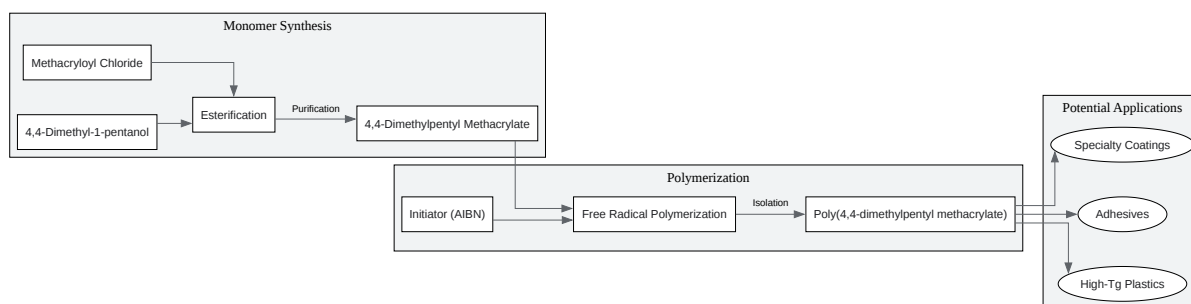 Monomer Synthesis
Methacryloyl Chloride
4,4-Dimethyl-1-pentanol
Esterification
Purification
4,4-Dimethylpentyl Methacrylate
Polymerization
Initiator (AIBN)
Free Radical Polymerization
Isolation
Poly(4,4-dimethylpentyl methacrylate)
Potential Applications
Specialty Coatings
Adhesives
High-Tg Plastics